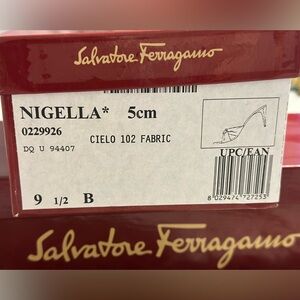 Salvatore Ferragamo
NIGELLA* 5cm
0229926
CIELO 102 FABRIC
DQ U 94407
UPC/EAN
9 1/2 B
8 029474 727253
Salvatore Ferragamo